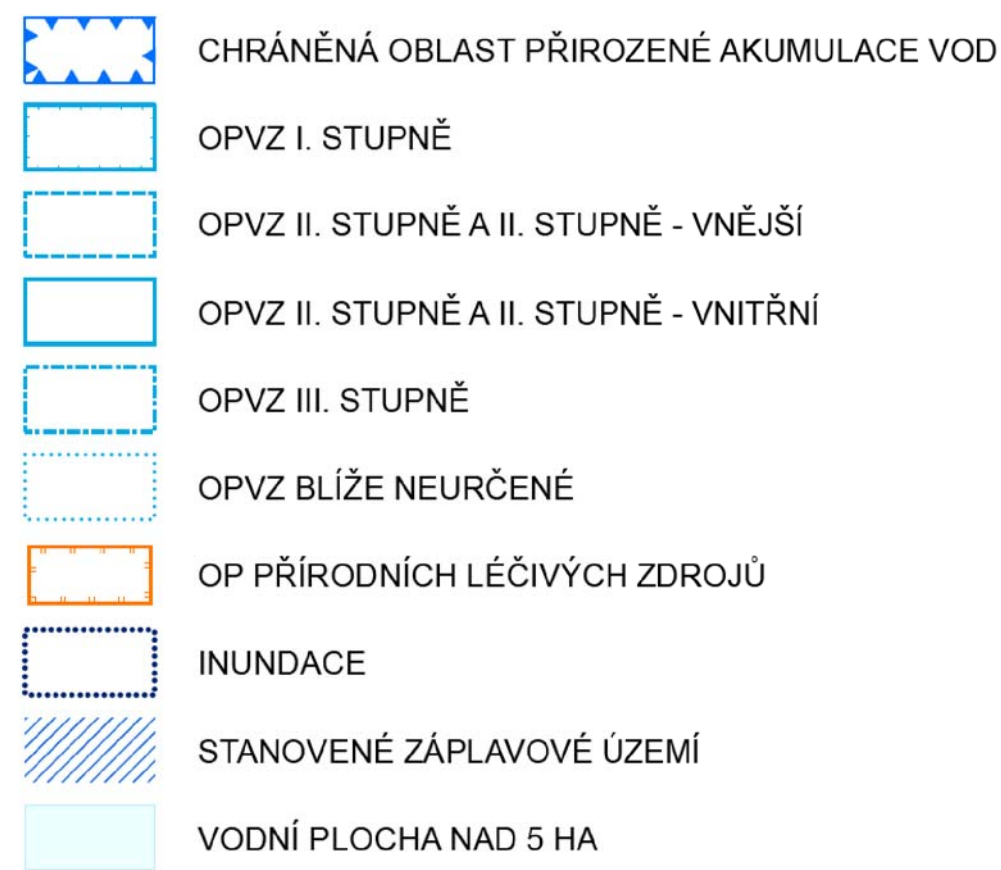 CHRÁNĚNÁ OBLAST PŘIROZENÉ AKUMULACE VOD
OPVZ I. STUPNĚ
OPVZ II. STUPNĚ A II. STUPNĚ - VNĚJŠÍ
OPVZ II. STUPNĚ A II. STUPNĚ - VNITŘNÍ
OPVZ III. STUPNĚ
OPVZ BLÍŽE NEURČENÉ
OP PŘÍRODNÍCH LÉČIVÝCH ZDROJŮ
INUNDACE
STANOVENÉ ZÁPLAVOVÉ ÚZEMÍ
VODNÍ PLOCHA NAD 5 HA